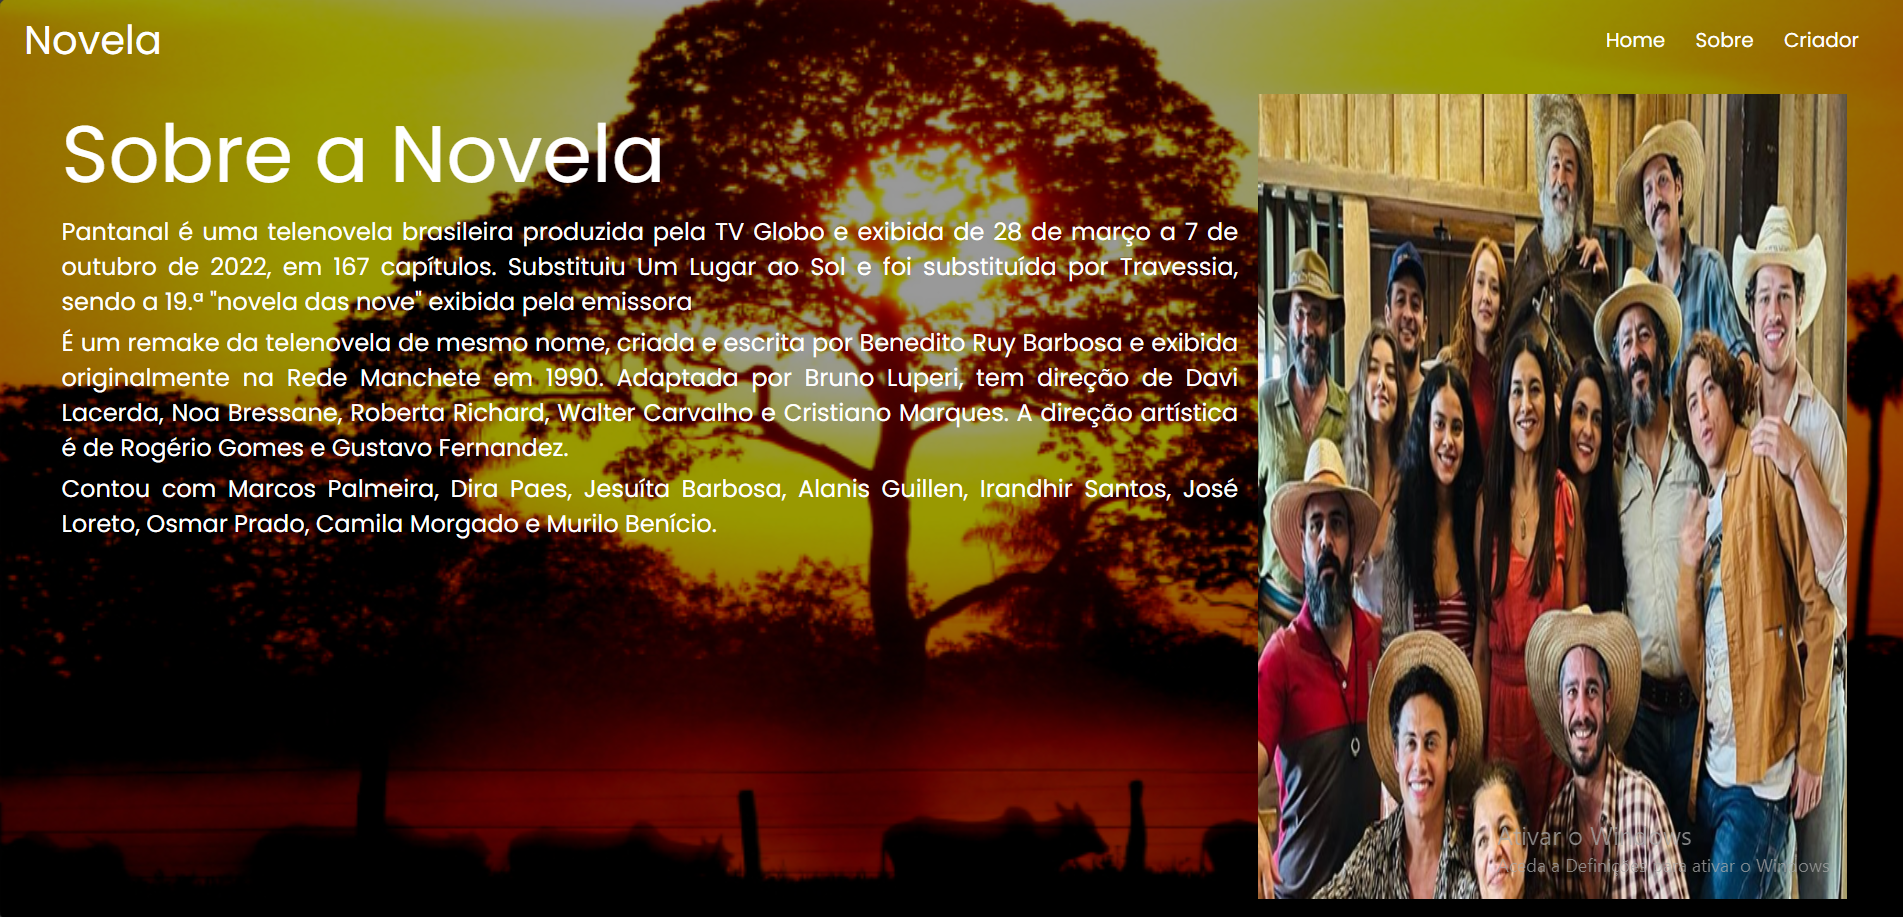 Novela
Home Sobre Criador
Sobre a Novela
Pantanal é uma telenovela brasileira produzida pela TV Globo e exibida de 28 de março a 7 de
outubro de 2022, em 167 capítulos. Substituiu Um Lugar ao Sol e foi substituída por Travessia,
sendo a 19.ª "novela das nove" exibida pela emissora
É um remake da telenovela de mesmo nome, criada e escrita por Benedito Ruy Barbosa e exibida
originalmente na Rede Manchete em 1990. Adaptada por Bruno Luperi, tem direção de Davi
Lacerda, Noa Bressane, Roberta Richard, Walter Carvalho e Cristiano Marques. A direção artística
é de Rogério Gomes e Gustavo Fernandez.
Contou com Marcos Palmeira, Dira Paes, Jesuíta Barbosa, Alanis Guillen, Irandhir Santos, José
Loreto, Osmar Prado, Camila Morgado e Murilo Benício.
Ativar o Windows
a Definições para ativar o Windows